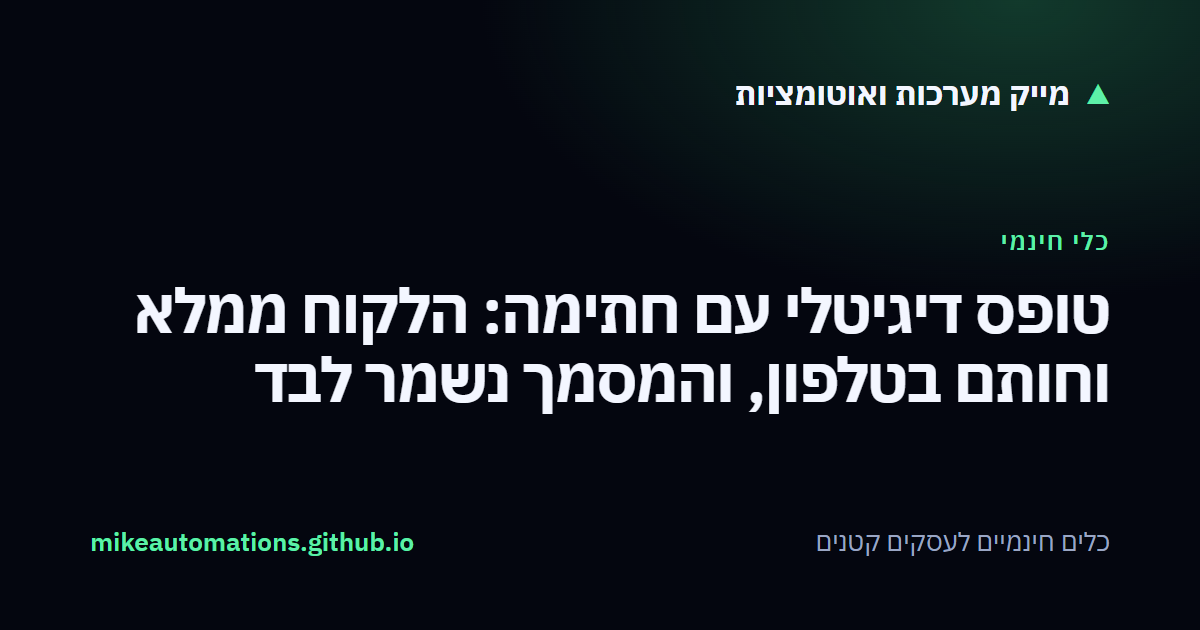 ▲ מייק מערכות ואוטומציות
כלי חינמי
טופס דיגיטלי עם חתימה: הלקוח ממלא
וחותם בטלפון, והמסמך נשמר לבד
כלים חינמיים לעסקים קטנים
mikeautomations.github.io